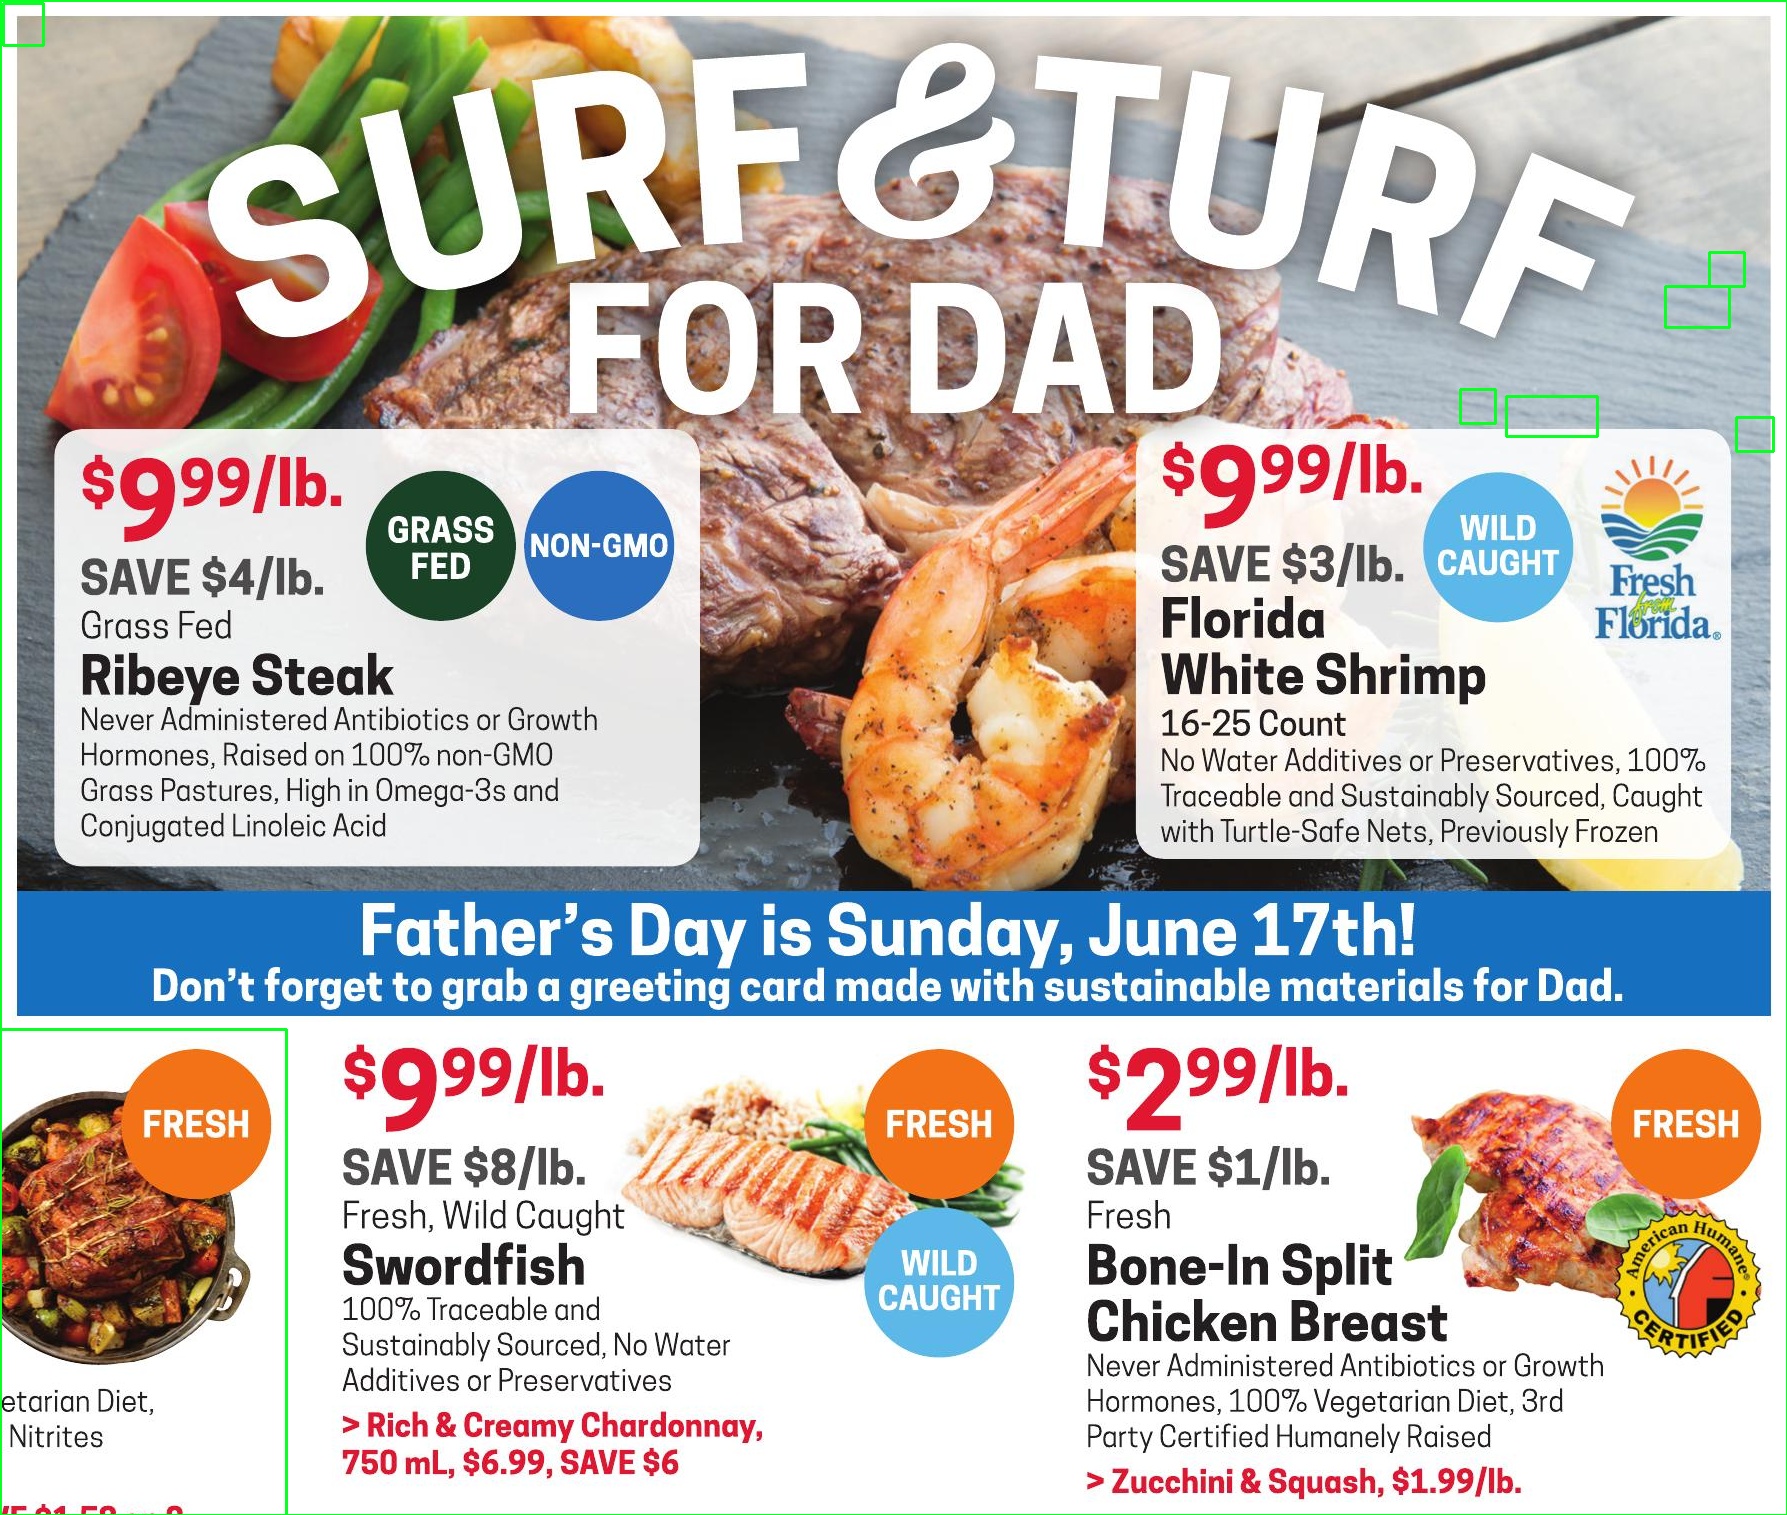 SURF & TURF
FOR DAD
$9 99/lb.
SAVE $4/lb.
GRASS
FED
NON-GMO
Grass Fed
Ribeye Steak
Never Administered Antibiotics or Growth
Hormones, Raised on 100% non-GMO
Grass Pastures, High in Omega-3s and
Conjugated Linoleic Acid
$9 99/lb.
SAVE $3/lb.
WILD
CAUGHT
Fresh
from
Florida®
Florida
White Shrimp
16-25 Count
No Water Additives or Preservatives, 100%
Traceable and Sustainably Sourced, Caught
with Turtle-Safe Nets, Previously Frozen
Father's Day is Sunday, June 17th!
Don't forget to grab a greeting card made with sustainable materials for Dad.
FRESH
etarian Diet,
Nitrites
$9 99/lb.
SAVE $8/lb.
Fresh, Wild Caught
Swordfish
100% Traceable and
Sustainably Sourced, No Water
Additives or Preservatives
> Rich & Creamy Chardonnay,
750 mL, $6.99, SAVE $6
FRESH
WILD
CAUGHT
$2 99/lb.
SAVE $1/lb.
Fresh
Bone-In Split
Chicken Breast
Never Administered Antibiotics or Growth
Hormones, 100% Vegetarian Diet, 3rd
Party Certified Humanely Raised
> Zucchini & Squash, $1.99/lb.
FRESH
American Humane®
CERTIFIED